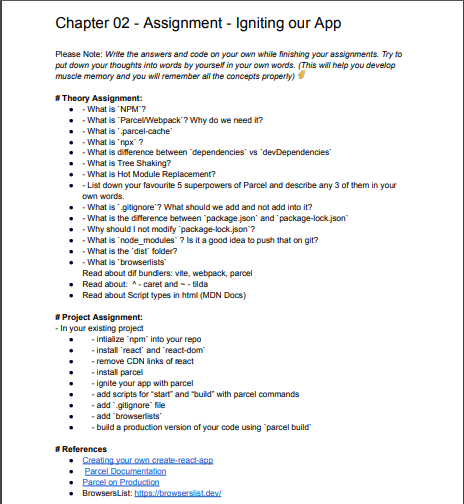 Chapter 02 - Assignment - Igniting our App
Please Note: Write the answers and code on your own while finishing your assignments. Try to
put down your thoughts into words by yourself in your own words. (This will help you develop
muscle memory and you will remember all the concepts properly) ✌
# Theory Assignment:
● - What is `NPM`?
● - What is `Parcel/Webpack`? Why do we need it?
● - What is `.parcel-cache`
● - What is `npx` ?
● - What is difference between `dependencies` vs `devDependencies`
● - What is Tree Shaking?
● - What is Hot Module Replacement?
● - List down your favourite 5 superpowers of Parcel and describe any 3 of them in your
own words.
● - What is `.gitignore`? What should we add and not add into it?
● - What is the difference between `package.json` and `package-lock.json`
● - Why should I not modify `package-lock.json`?
● - What is `node_modules` ? Is it a good idea to push that on git?
● - What is the `dist` folder?
● - What is `browserlists`
Read about dif bundlers: vite, webpack, parcel
● Read about: ^ - caret and ~ - tilda
● Read about Script types in html (MDN Docs)
# Project Assignment:
- In your existing project
● - intialize `npm` into your repo
● - install `react` and `react-dom`
● - remove CDN links of react
● - install parcel
● - ignite your app with parcel
● - add scripts for “start” and “build” with parcel commands
● - add `.gitignore` file
● - add `browserlists`
● - build a production version of your code using `parcel build`
# References
● Creating your own create-react-app
● Parcel Documentation
● Parcel on Production
● BrowsersList: https://browserslist.dev/